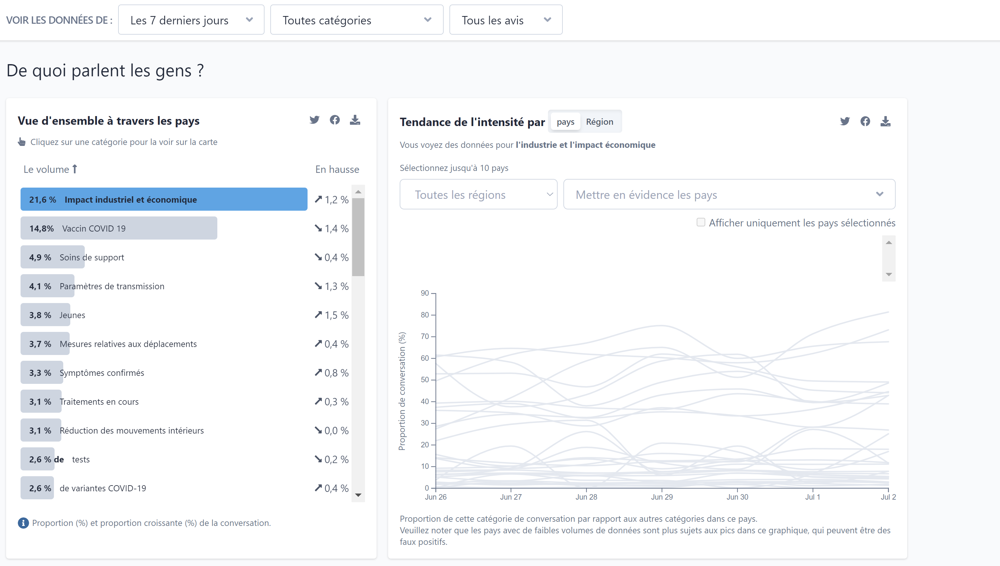 VOIR LES DONNÉES DE : Les 7 derniers jours Toutes catégories Tous les avis
De quoi parlent les gens ?
Vue d'ensemble à travers les pays
Cliquez sur une catégorie pour la voir sur la carte
Le volume En hausse
21,6 % Impact industriel et économique 1,2 %
14,8% Vaccin COVID 19 1,4 %
4,9 % Soins de support 0,4 %
4,1 % Paramètres de transmission 1,3 %
3,8 % Jeunes 1,5 %
3,7 % Mesures relatives aux déplacements 0,4 %
3,3 % Symptômes confirmés 0,8 %
3,1 % Traitements en cours 0,3 %
3,1 % Réduction des mouvements intérieurs 0,0 %
2,6 % de tests 0,2 %
2,6 % de variantes COVID-19 0,4 %
Proportion (%) et proportion croissante (%) de la conversation.
Tendance de l'intensité par pays Région
Vous voyez des données pour l'industrie et l'impact économique
Sélectionnez jusqu'à 10 pays
Toutes les régions Mettre en évidence les pays
Afficher uniquement les pays sélectionnés
Proportion de conversation (%)
90
80
70
60
50
40
30
20
10
0
Jun 26 Jun 27 Jun 28 Jun 29 Jun 30 Jul 1 Jul 2
Proportion de cette catégorie de conversation par rapport aux autres catégories dans ce pays.
Veuillez noter que les pays avec de faibles volumes de données sont plus sujets aux pics dans ce graphique, qui peuvent être des
faux positifs.